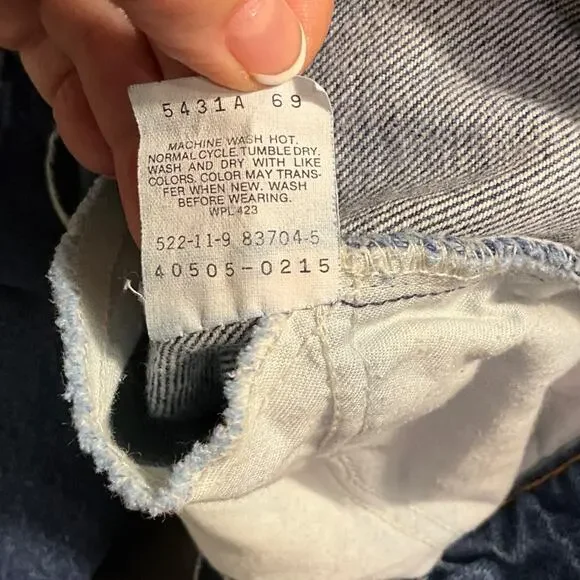 5431A 69
MACHINE WASH HOT,
NORMAL CYCLE, TUMBLE DRY.
WASH AND DRY WITH LIKE
COLORS. COLOR MAY TRANS-
FER WHEN NEW. WASH
BEFORE WEARING.
WPL 423
522-11-9 83704-5
40505-0215